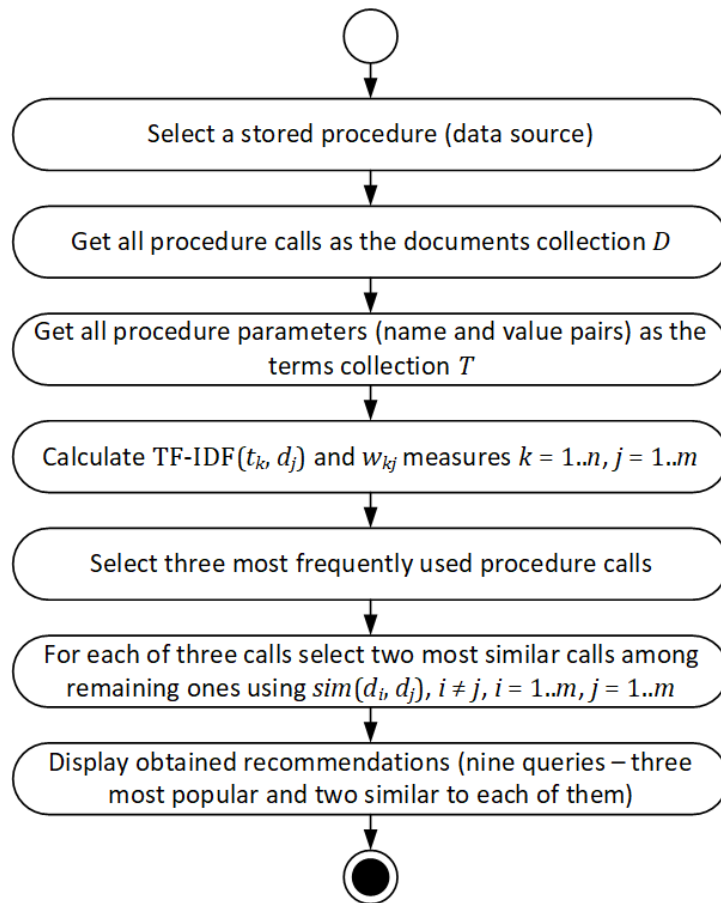 Select a stored procedure (data source)
Get all procedure calls as the documents collection D
Get all procedure parameters (name and value pairs) as the
terms collection T
Calculate TF-IDF(tₖ, dⱼ) and wₖⱼ measures k = 1..n, j = 1..m
Select three most frequently used procedure calls
For each of three calls select two most similar calls among
remaining ones using sim(dᵢ, dⱼ), i ≠ j, i = 1..m, j = 1..m
Display obtained recommendations (nine queries – three
most popular and two similar to each of them)